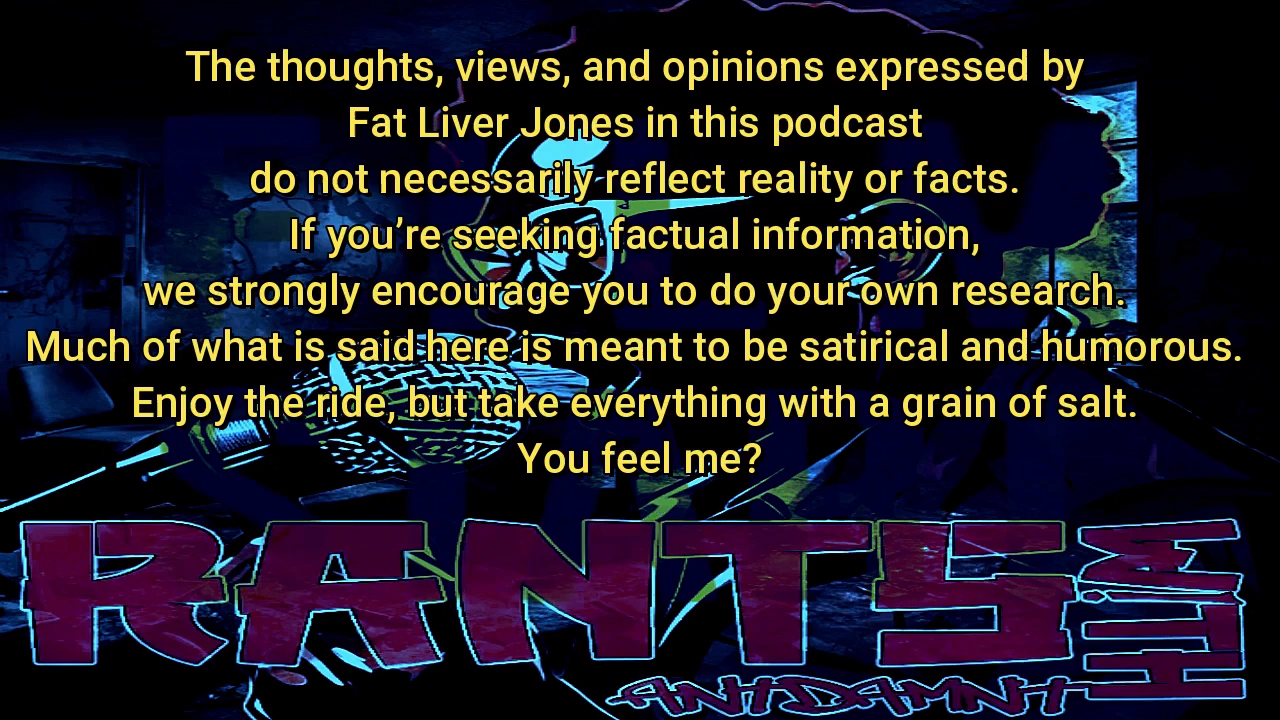 The thoughts, views, and opinions expressed by
Fat Liver Jones in this podcast
do not necessarily reflect reality or facts.
If you’re seeking factual information,
we strongly encourage you to do your own research.
Much of what is said here is meant to be satirical and humorous.
Enjoy the ride, but take everything with a grain of salt.
You feel me?
RANTS